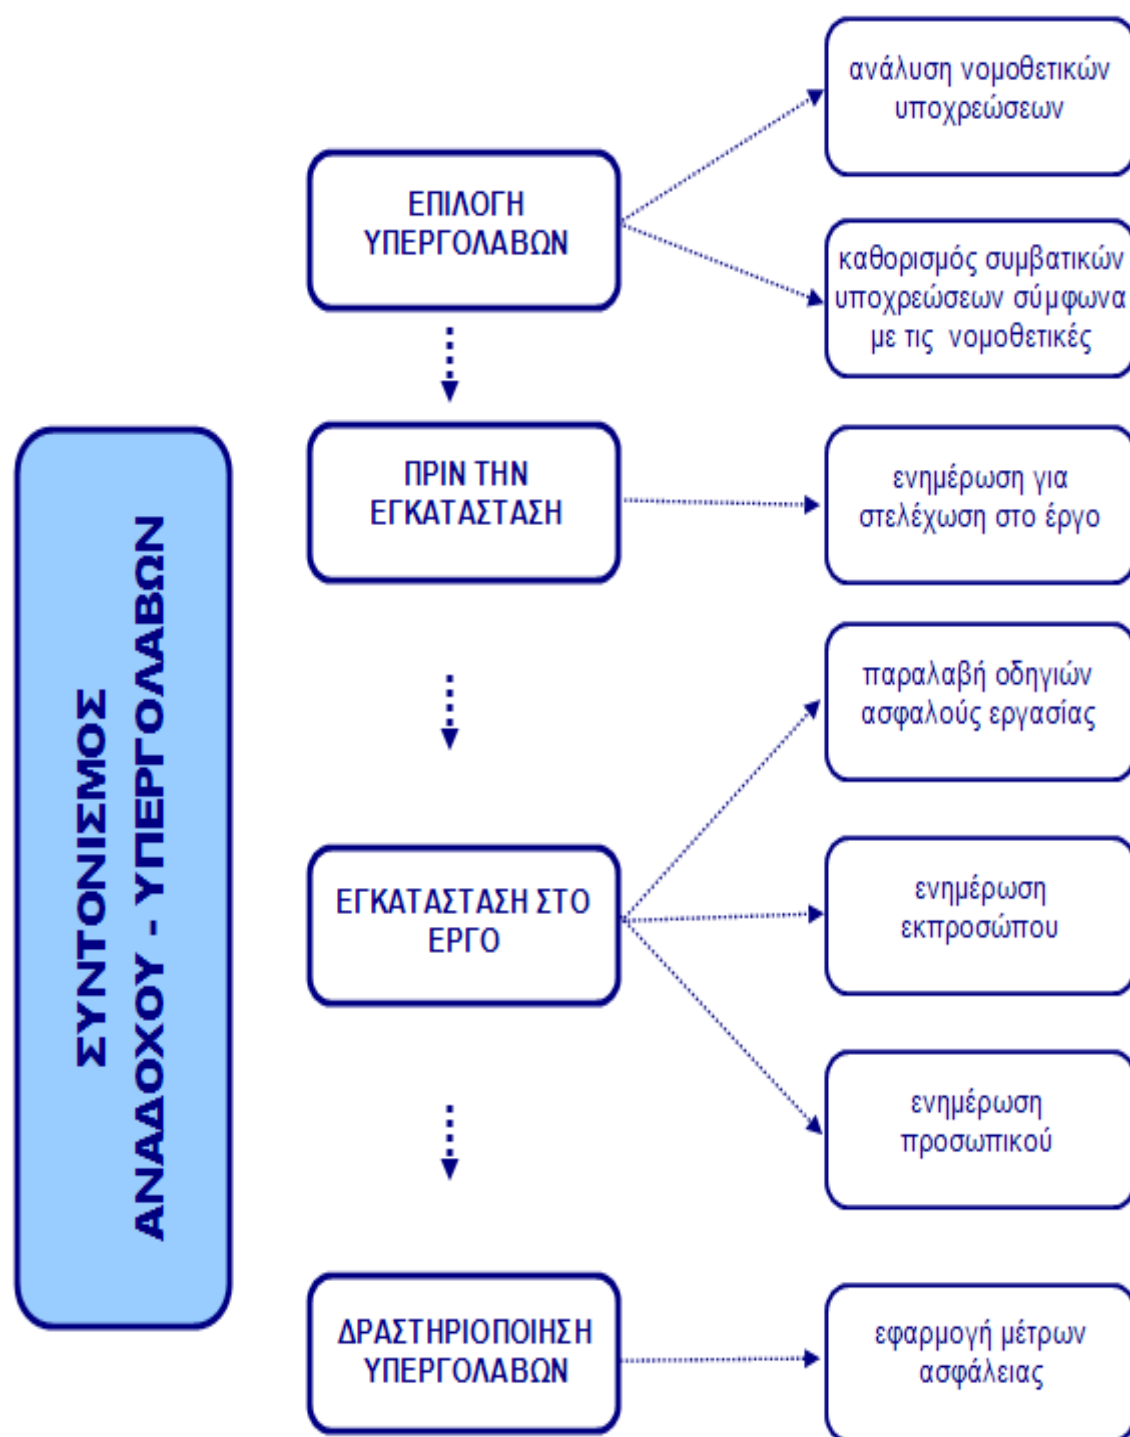 ΣΥΝΤΟΝΙΣΜΟΣ
ΑΝΑΔΟΧΟΥ - ΥΠΕΡΓΟΛΑΒΩΝ
ΕΠΙΛΟΓΗ
ΥΠΕΡΓΟΛΑΒΩΝ
ανάλυση νομοθετικών
υποχρεώσεων
καθορισμός συμβατικών
υποχρεώσεων σύμφωνα
με τις νομοθετικές
ΠΡΙΝ ΤΗΝ
ΕΓΚΑΤΑΣΤΑΣΗ
ενημέρωση για
στελέχωση στο έργο
ΕΓΚΑΤΑΣΤΑΣΗ ΣΤΟ
ΕΡΓΟ
παραλαβή οδηγιών
ασφαλούς εργασίας
ενημέρωση
εκπροσώπου
ενημέρωση
προσωπικού
ΔΡΑΣΤΗΡΙΟΠΟΙΗΣΗ
ΥΠΕΡΓΟΛΑΒΩΝ
εφαρμογή μέτρων
ασφάλειας